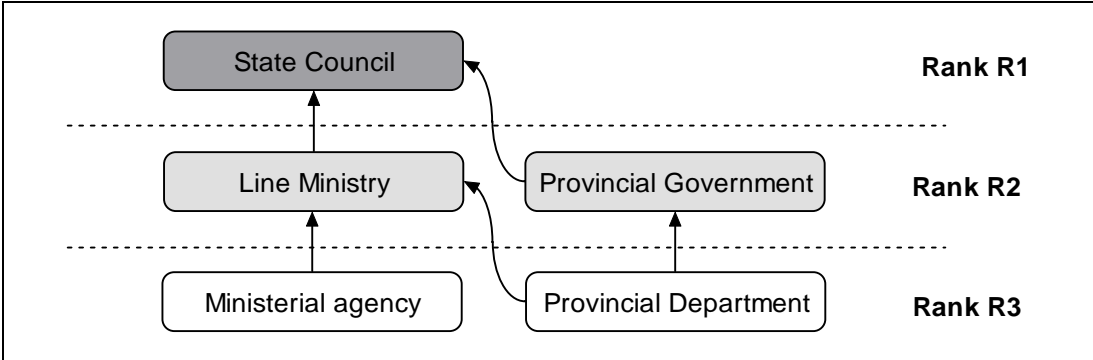 State Council
Rank R1
Line Ministry
Provincial Government
Rank R2
Ministerial agency
Provincial Department
Rank R3